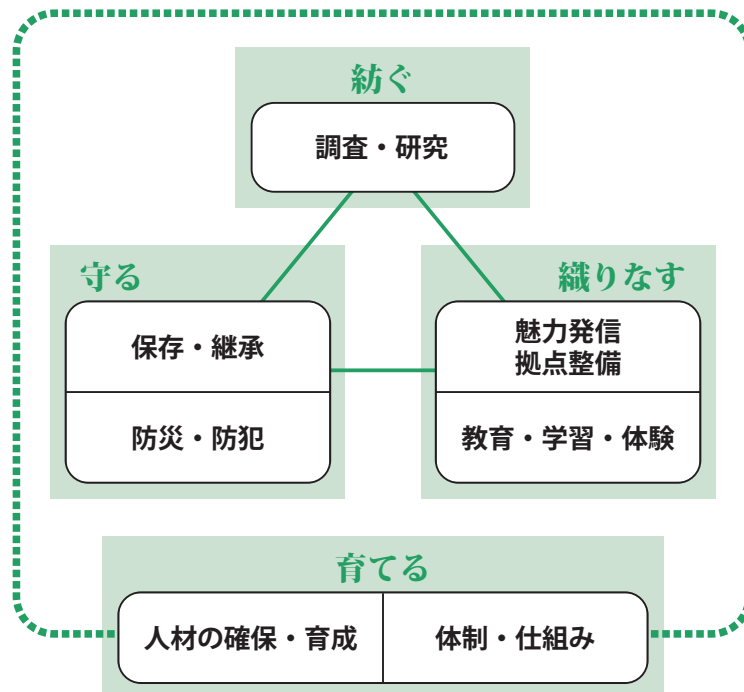 紡ぐ
調査・研究
守る
保存・継承
防災・防犯
織りなす
魅力発信
拠点整備
教育・学習・体験
育てる
人材の確保・育成
体制・仕組み